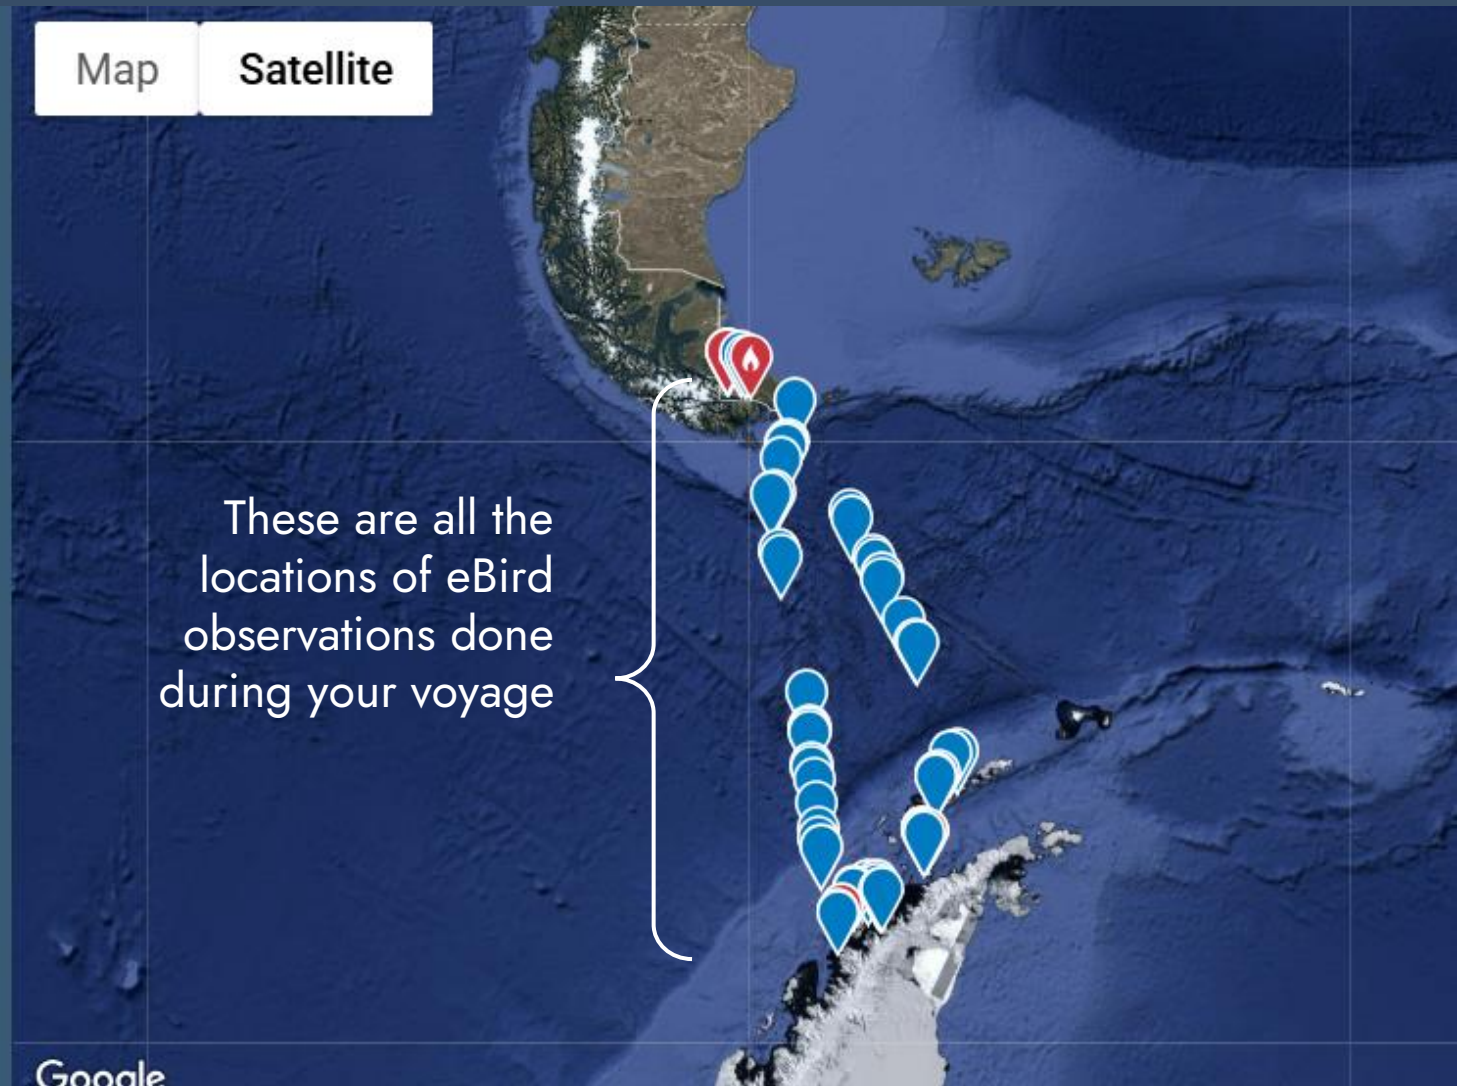 Map
Satellite
These are all the
locations of eBird
observations done
during your voyage
Google